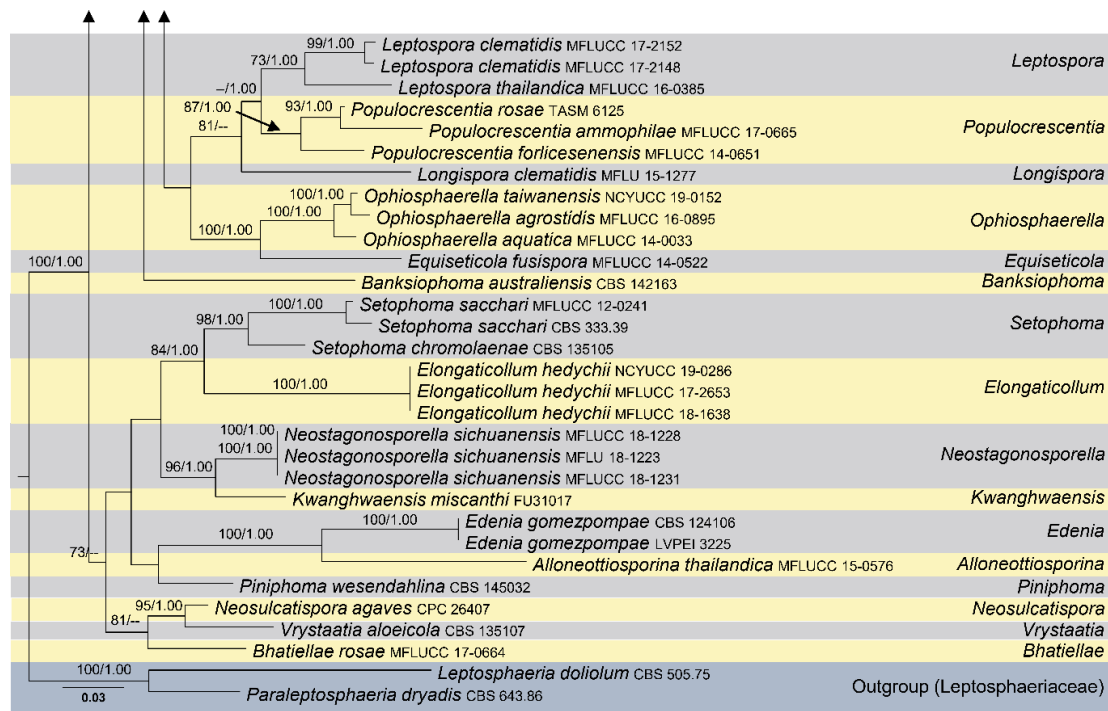 99/1.00 Leptospora clematidis MFLUCC 17-2152
73/1.00 Leptospora clematidis MFLUCC 17-2148 Leptospora
–/1.00 Leptospora thailandica MFLUCC 16-0385
87/1.00 93/1.00 Populocrescentia rosae TASM 6125
81/-- Populocrescentia ammophilae MFLUCC 17-0665 Populocrescentia
Populocrescentia forlicesenensis MFLUCC 14-0651
Longispora clematidis MFLU 15-1277 Longispora
100/1.00 Ophiosphaerella taiwanensis NCYUCC 19-0152
100/1.00 Ophiosphaerella agrostidis MFLUCC 16-0895 Ophiosphaerella
100/1.00 Ophiosphaerella aquatica MFLUCC 14-0033
100/1.00 Equiseticola fusispora MFLUCC 14-0522 Equiseticola
Banksiophoma australiensis CBS 142163 Banksiophoma
100/1.00 Setophoma sacchari MFLUCC 12-0241
98/1.00 Setophoma sacchari CBS 333.39 Setophoma
84/1.00 Setophoma chromolaenae CBS 135105
Elongaticollum hedychii NCYUCC 19-0286
100/1.00 Elongaticollum hedychii MFLUCC 17-2653 Elongaticollum
Elongaticollum hedychii MFLUCC 18-1638
100/1.00 Neostagonosporella sichuanensis MFLUCC 18-1228
100/1.00 Neostagonosporella sichuanensis MFLU 18-1223 Neostagonosporella
96/1.00 Neostagonosporella sichuanensis MFLUCC 18-1231
Kwanghwaensis miscanthi FU31017 Kwanghwaensis
100/1.00 Edenia gomezpompae CBS 124106
100/1.00 Edenia gomezpompae LVPEI 3225 Edenia
73/-- Alloneottiosporina thailandica MFLUCC 15-0576 Alloneottiosporina
Piniphoma wesendahlina CBS 145032 Piniphoma
95/1.00 Neosulcatispora agaves CPC 26407 Neosulcatispora
81/-- Vrystaatia aloeicola CBS 135107 Vrystaatia
Bhatiellae rosae MFLUCC 17-0664 Bhatiellae
100/1.00 Leptosphaeria doliolum CBS 505.75
0.03 Paraleptosphaeria dryadis CBS 643.86 Outgroup (Leptosphaeriaceae)